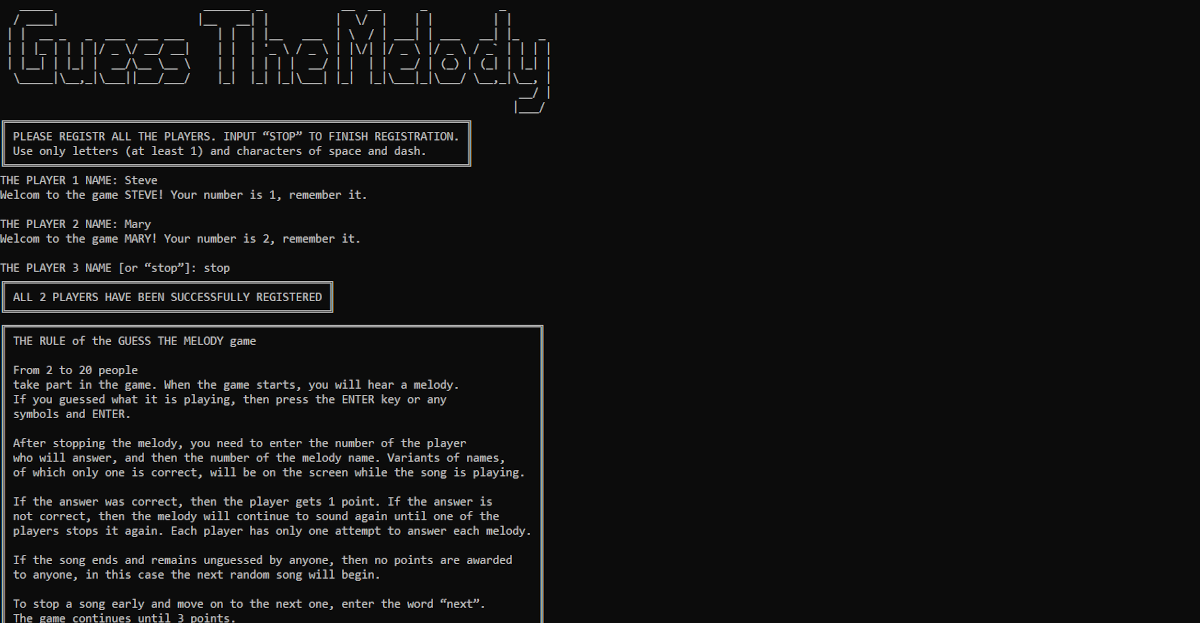 Guess The Melody
PLEASE REGISTR ALL THE PLAYERS. INPUT “STOP” TO FINISH REGISTRATION.
Use only letters (at least 1) and characters of space and dash.
THE PLAYER 1 NAME: Steve
Welcom to the game STEVE! Your number is 1, remember it.
THE PLAYER 2 NAME: Mary
Welcom to the game MARY! Your number is 2, remember it.
THE PLAYER 3 NAME [or “stop”]: stop
ALL 2 PLAYERS HAVE BEEN SUCCESSFULLY REGISTERED
THE RULE of the GUESS THE MELODY game
From 2 to 20 people
take part in the game. When the game starts, you will hear a melody.
If you guessed what it is playing, then press the ENTER key or any
symbols and ENTER.
After stopping the melody, you need to enter the number of the player
who will answer, and then the number of the melody name. Variants of names,
of which only one is correct, will be on the screen while the song is playing.
If the answer was correct, then the player gets 1 point. If the answer is
not correct, then the melody will continue to sound again until one of the
players stops it again. Each player has only one attempt to answer each melody.
If the song ends and remains unguessed by anyone, then no points are awarded
to anyone, in this case the next random song will begin.
To stop a song early and move on to the next one, enter the word “next”.
The game continues until 3 points.